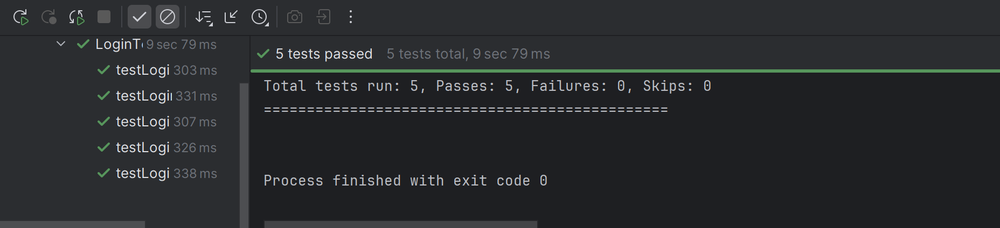 LoginT 9 sec 79 ms
testLogi 303 ms
testLogi 331 ms
testLogi 307 ms
testLogi 326 ms
testLogi 338 ms
5 tests passed 5 tests total, 9 sec 79 ms
Total tests run: 5, Passes: 5, Failures: 0, Skips: 0
===============================================
Process finished with exit code 0